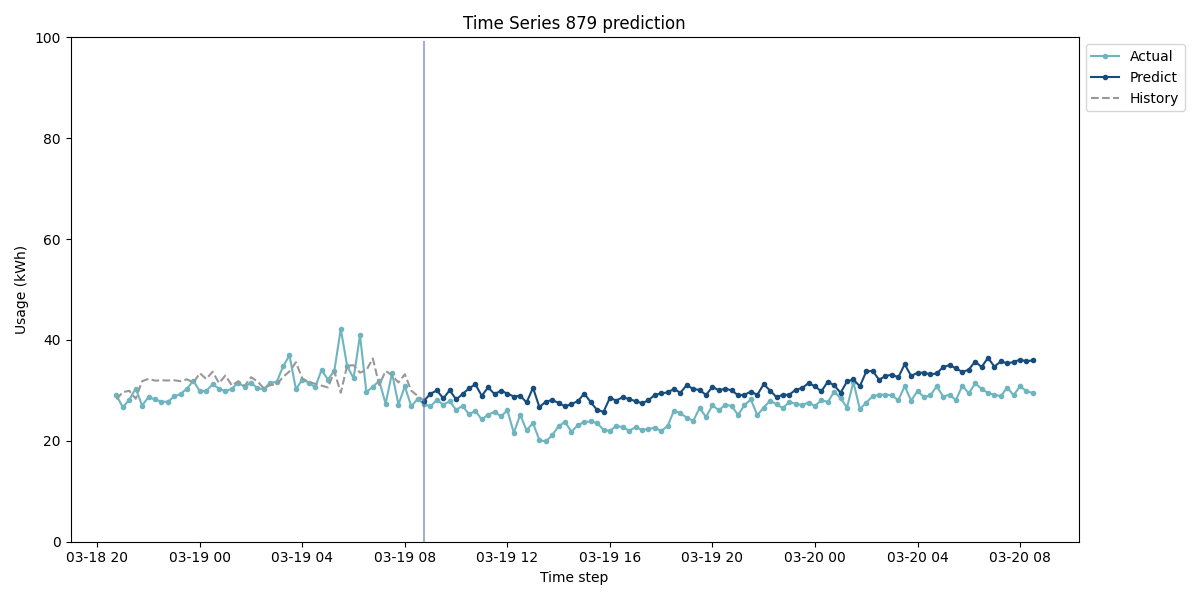 Time Series 879 prediction
Usage (kWh)
100
80
60
40
20
0
03-18 20
03-19 00
03-19 04
03-19 08
03-19 12
03-19 16
03-19 20
03-20 00
03-20 04
03-20 08
Time step
Actual
Predict
History